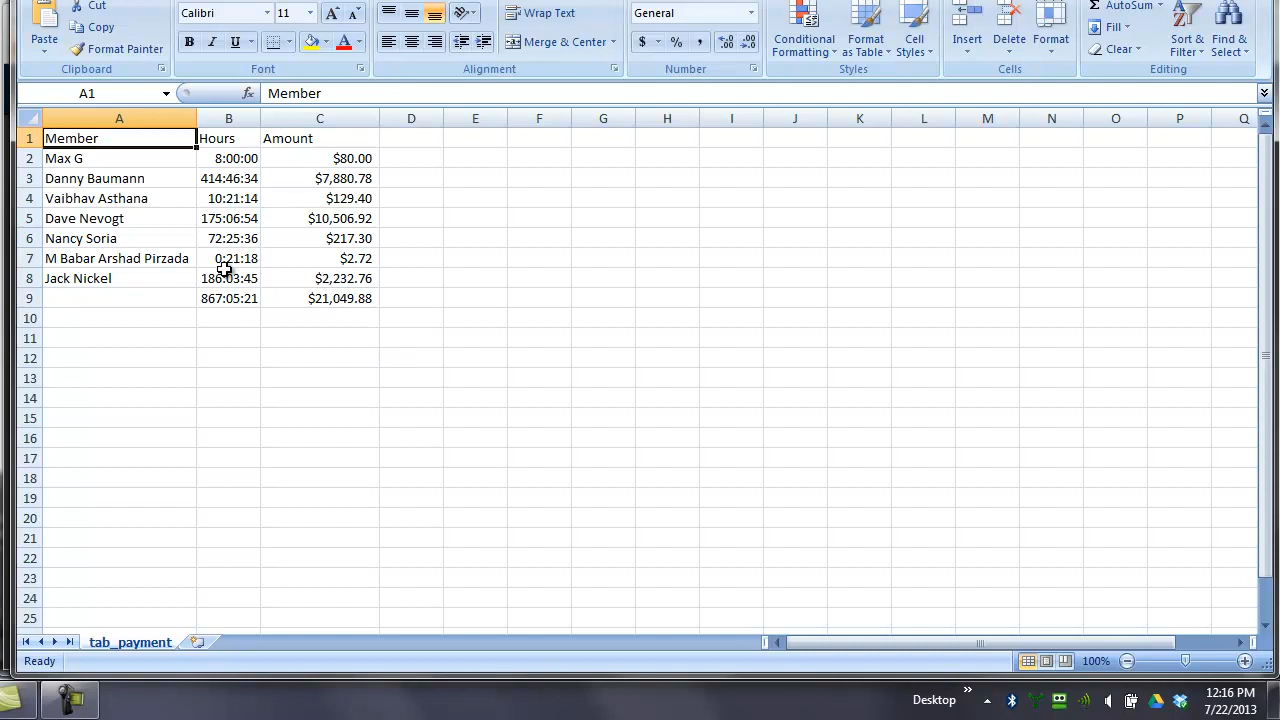 Cut
Calibri 11
Wrap Text
General
AutoSum
Copy
Fill
Paste
Format Painter
B I U
Merge & Center
$ % ,
Conditional Formatting
Format as Table
Cell Styles
Insert Delete Format
Clear
Sort & Filter
Find & Select
Clipboard Font Alignment Number Styles Cells Editing
A1 fx Member
A B C D E F G H I J K L M N O P Q
1 Member Hours Amount
2 Max G 8:00:00 $80.00
3 Danny Baumann 414:46:34 $7,880.78
4 Vaibhav Asthana 10:21:14 $129.40
5 Dave Nevogt 175:06:54 $10,506.92
6 Nancy Soria 72:25:36 $217.30
7 M Babar Arshad Pirzada 0:21:18 $2.72
8 Jack Nickel 186:03:45 $2,232.76
9 867:05:21 $21,049.88
10
11
12
13
14
15
16
17
18
19
20
21
22
23
24
25
tab_payment
Ready 100%
Desktop
12:16 PM
7/22/2013